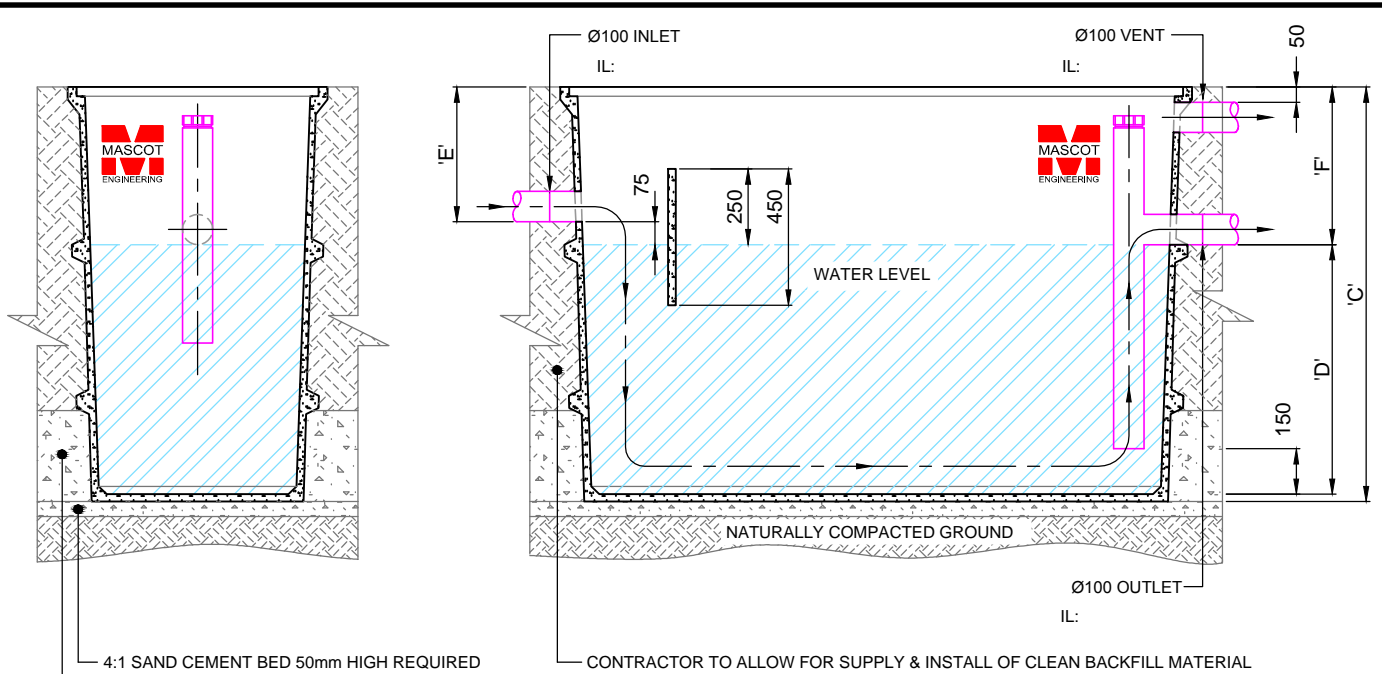 Ø100 INLET
IL:
Ø100 VENT
IL:
50
MASCOT
ENGINEERING
'E'
75
250
450
MASCOT
ENGINEERING
'F'
WATER LEVEL
'C'
'D'
150
NATURALLY COMPACTED GROUND
Ø100 OUTLET
IL:
4:1 SAND CEMENT BED 50mm HIGH REQUIRED
CONTRACTOR TO ALLOW FOR SUPPLY & INSTALL OF CLEAN BACKFILL MATERIAL